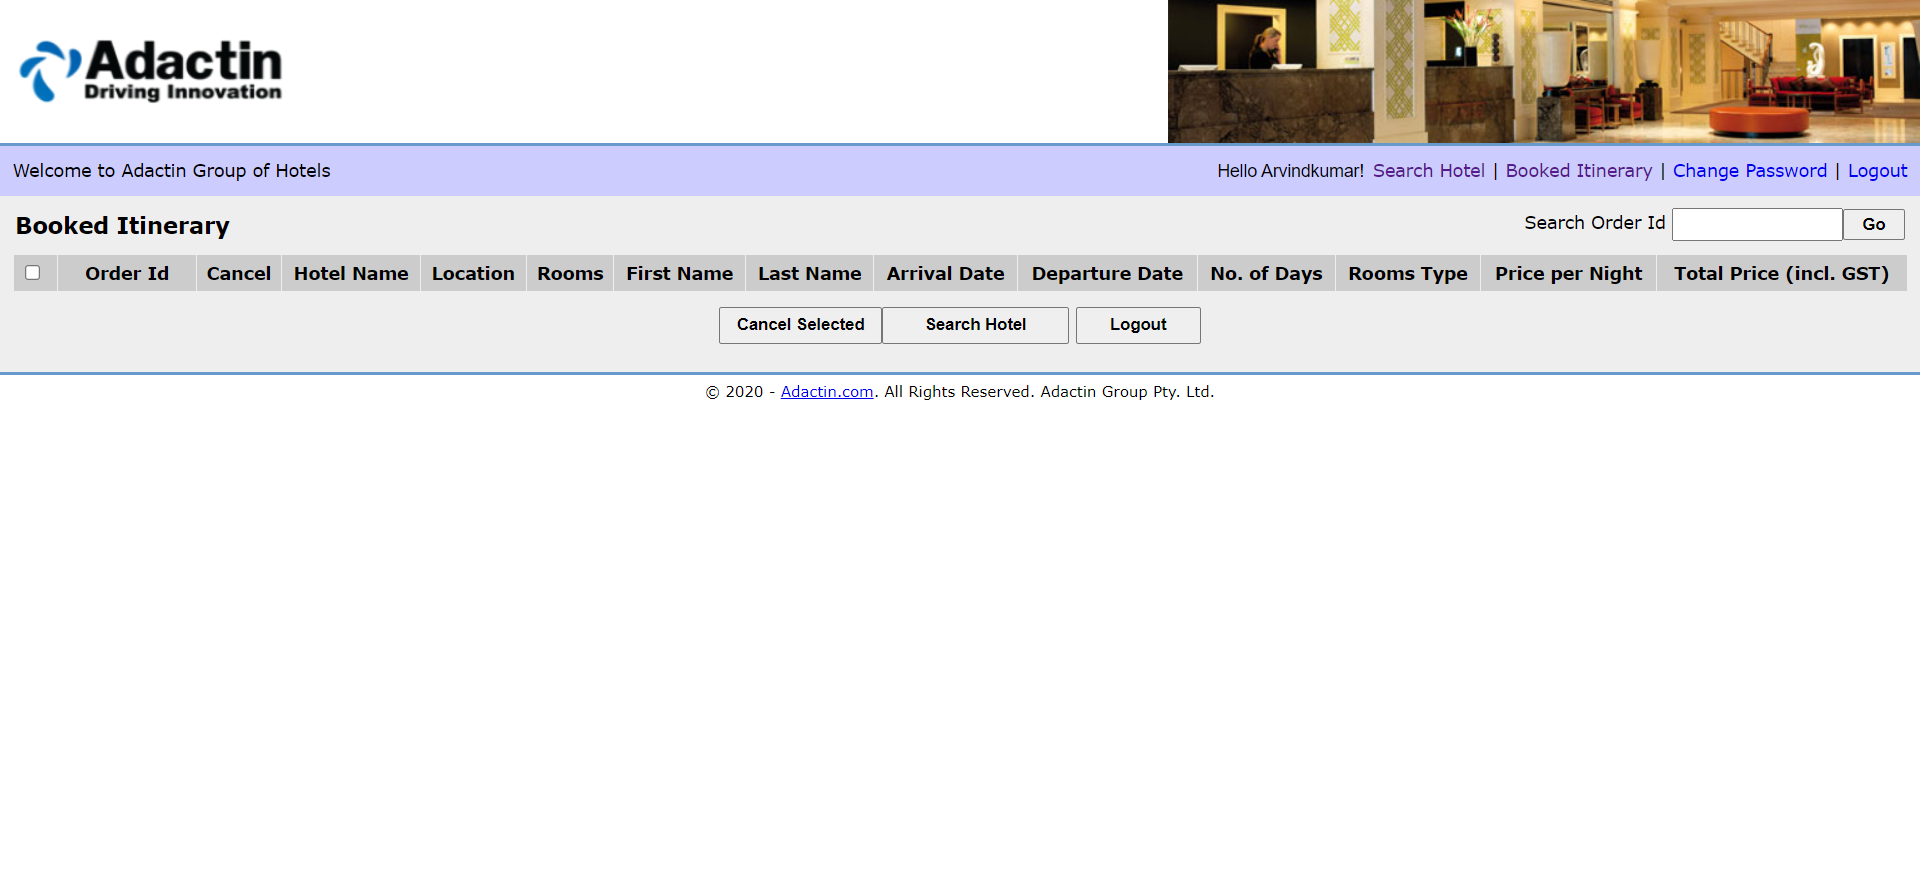 Adactin
Driving Innovation
Welcome to Adactin Group of Hotels
Hello Arvindkumar! Search Hotel | Booked Itinerary | Change Password | Logout
Booked Itinerary
Search Order Id Go
Order Id Cancel Hotel Name Location Rooms First Name Last Name Arrival Date Departure Date No. of Days Rooms Type Price per Night Total Price (incl. GST)
Cancel Selected Search Hotel Logout
© 2020 - Adactin.com. All Rights Reserved. Adactin Group Pty. Ltd.